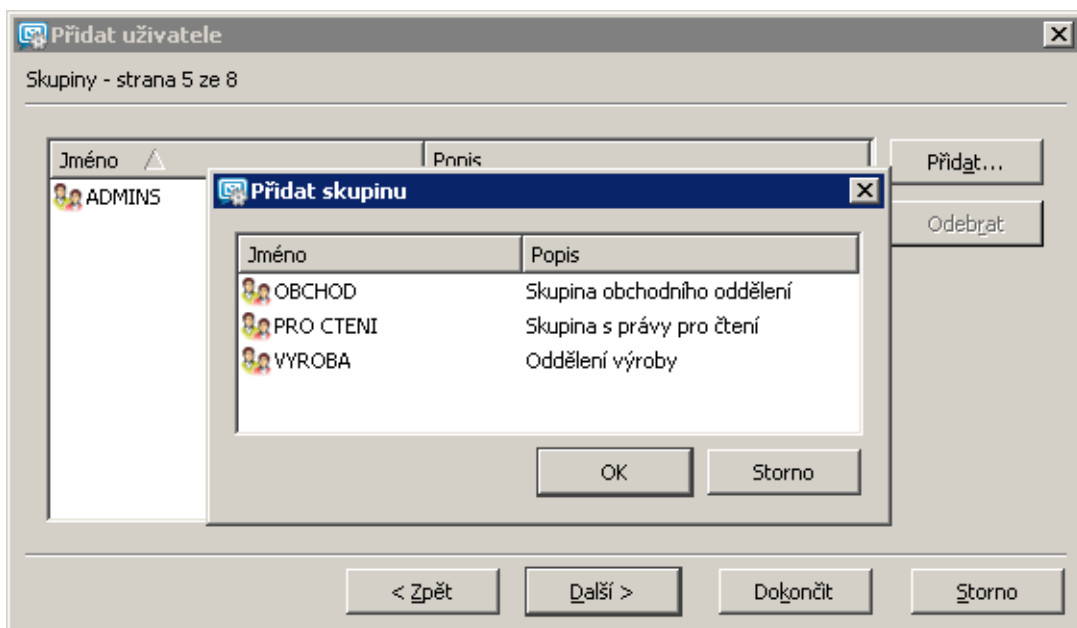 Přidat uživatele
Skupiny - strana 5 ze 8
Jméno Popis
Přidat...
ADMINS
Odebrat
Přidat skupinu
Jméno Popis
OBCHOD Skupina obchodního oddělení
PRO CTENI Skupina s právy pro čtení
VYROBA Oddělení výroby
OK Storno
< Zpět Další > Dokončit Storno